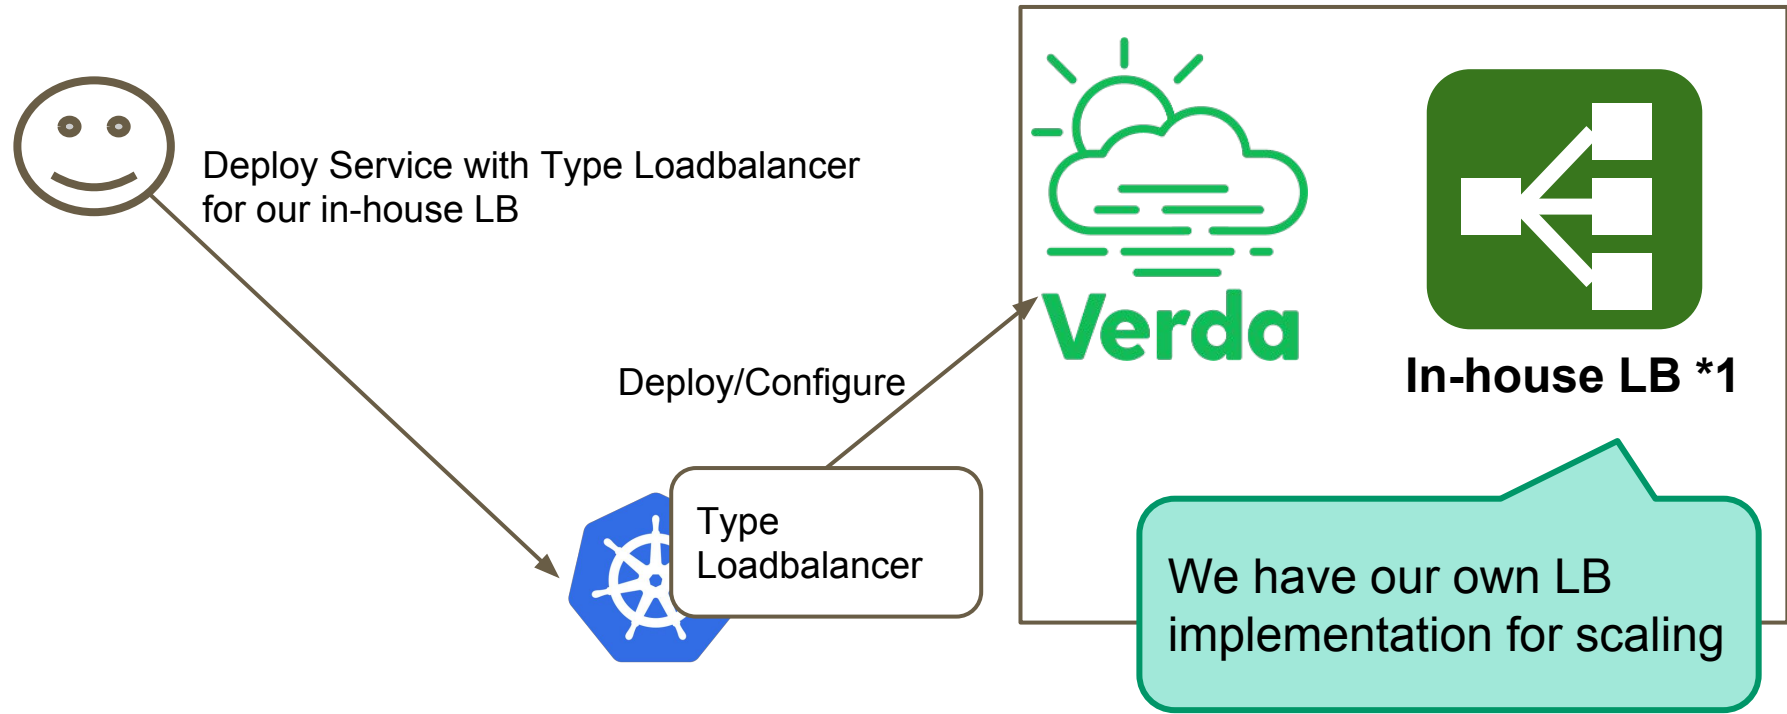 Deploy Service with Type Loadbalancer
for our in-house LB
Deploy/Configure
Type
Loadbalancer
Verda
In-house LB *1
We have our own LB
implementation for scaling